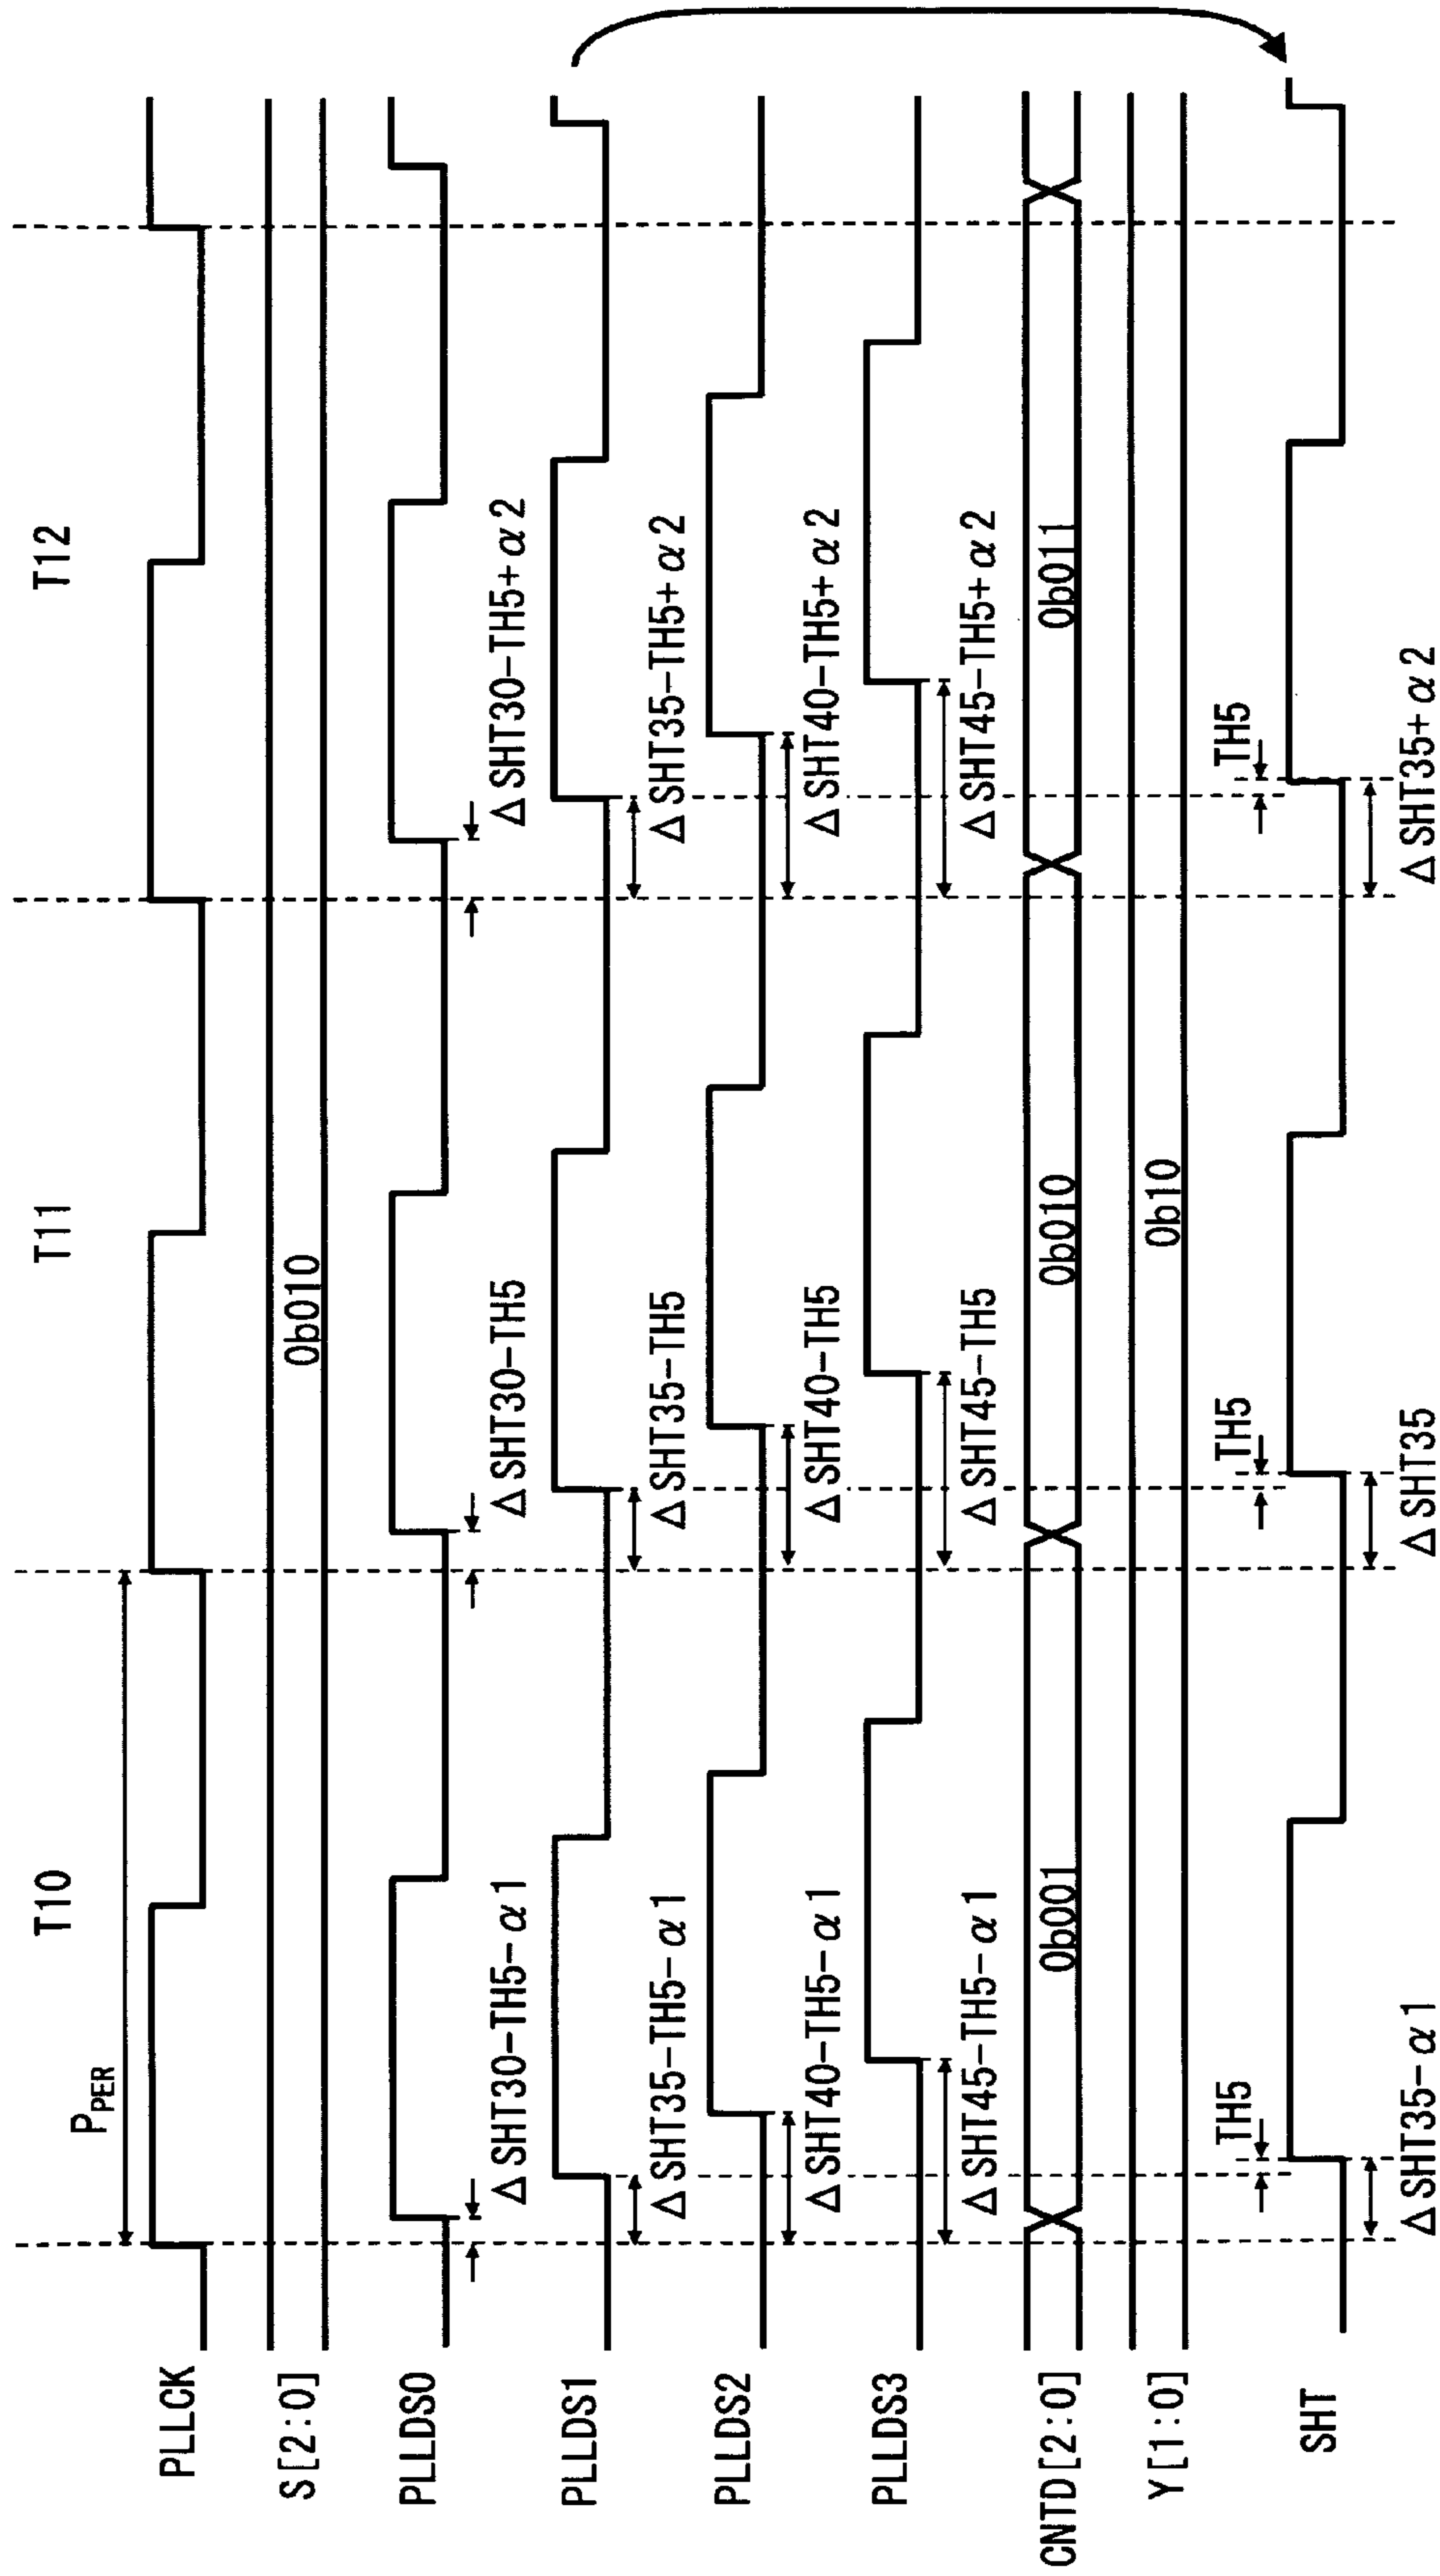 T10 T11 T12
P_PER
PLLCK
S[2:0] 0b010
PLLDS0
ΔSHT30-TH5-α1 ΔSHT30-TH5 ΔSHT30-TH5+α2
PLLDS1
ΔSHT35-TH5-α1 ΔSHT35-TH5 ΔSHT35-TH5+α2
PLLDS2
ΔSHT40-TH5-α1 ΔSHT40-TH5 ΔSHT40-TH5+α2
PLLDS3
ΔSHT45-TH5-α1 ΔSHT45-TH5 ΔSHT45-TH5+α2
CNTD[2:0] 0b001 0b010 0b011
Y[1:0] 0b10
TH5 TH5 TH5
SHT
ΔSHT35-α1 ΔSHT35 ΔSHT35+α2